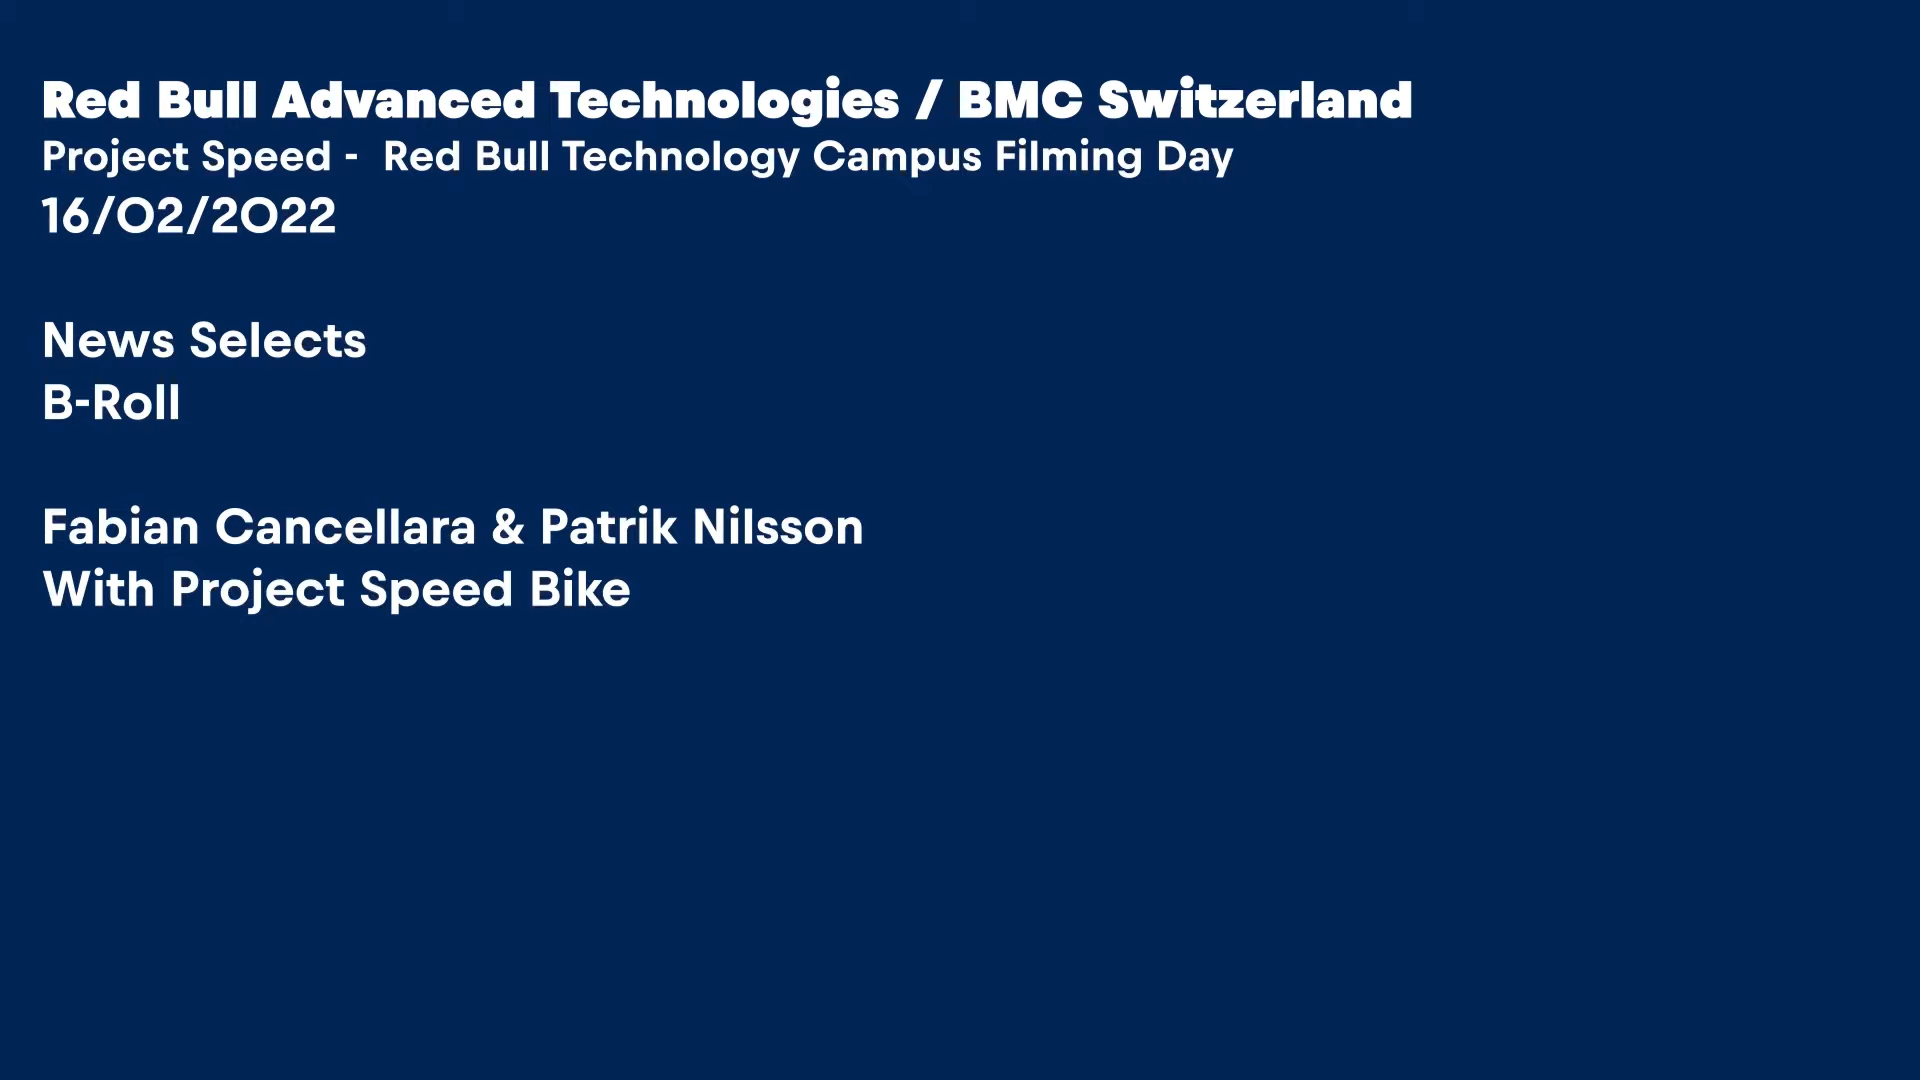 Red Bull Advanced Technologies / BMC Switzerland
Project Speed -  Red Bull Technology Campus Filming Day
16/02/2022
News Selects
B-Roll
Fabian Cancellara & Patrik Nilsson
With Project Speed Bike